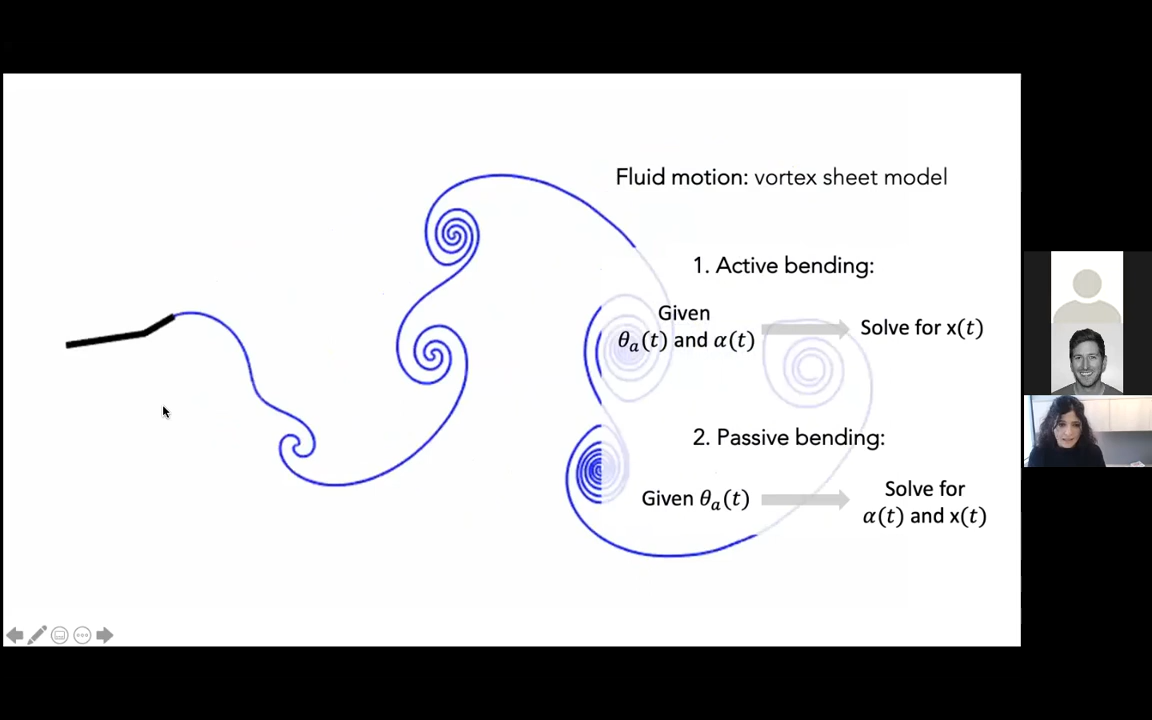 Fluid motion: vortex sheet model
1. Active bending:
Given
θₐ(t) and α(t)
Solve for x(t)
2. Passive bending:
Given θₐ(t)
Solve for
α(t) and x(t)